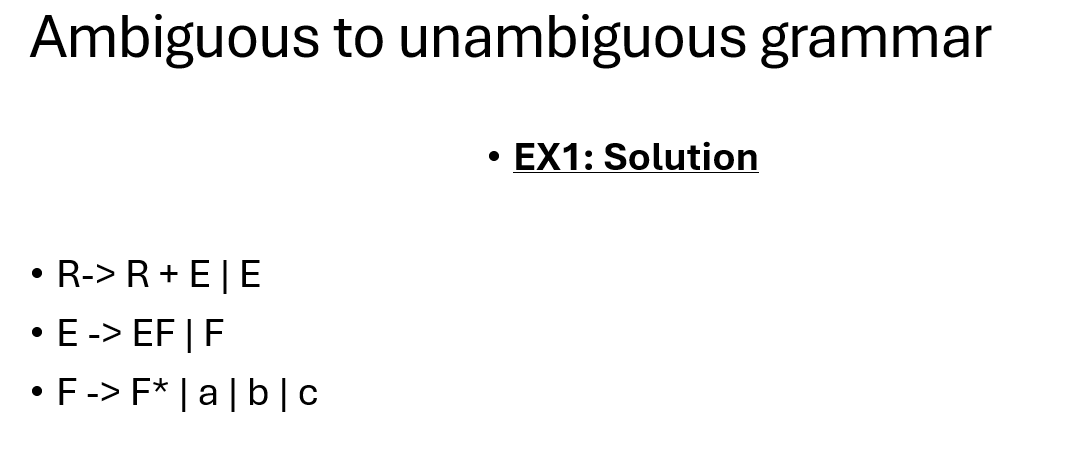 Ambiguous to unambiguous grammar
• EX1: Solution
• R-> R + E | E
• E -> EF | F
• F -> F* | a | b | c